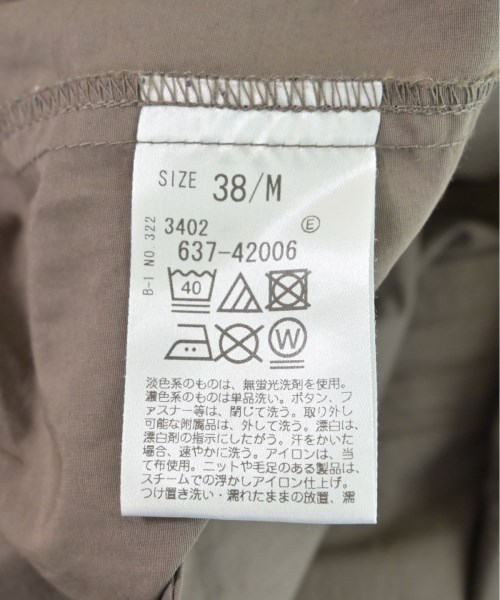 SIZE 38/M
B-I NO. 322
3402 Ⓔ
637-42006
40
W
淡色系のものは、無蛍光洗剤を使用。
濃色系のものは単品洗い。ボタン、フ
ァスナー等は、閉じて洗う。取り外し
可能な附属品は、外して洗う。漂白は、
漂白剤の指示にしたがう。汗をかいた
場合、速やかに洗う。アイロンは、当
て布使用。ニットや毛足のある製品は、
スチームでの浮かしアイロン仕上げ。
つけ置き洗い・濡れたままの放置、濡